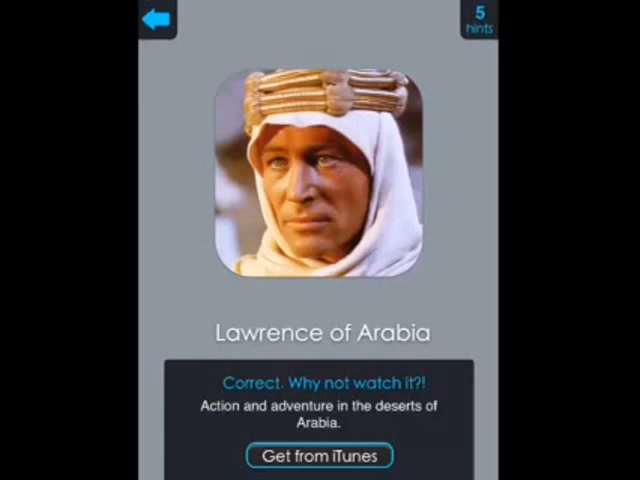 5
hints
Lawrence of Arabia
Correct. Why not watch it?!
Action and adventure in the deserts of
Arabia.
Get from iTunes